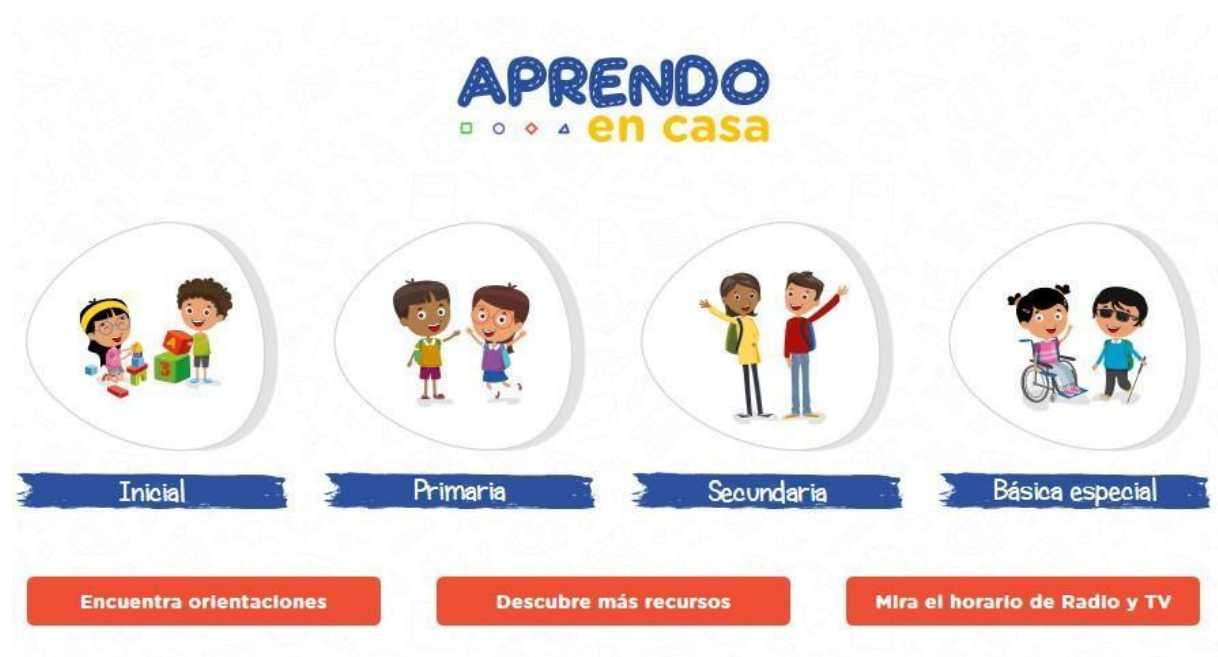 APRENDO
en casa
A
3
Inicial
Primaria
Secundaria
Básica especial
Encuentra orientaciones
Descubre más recursos
Mira el horario de Radio y TV